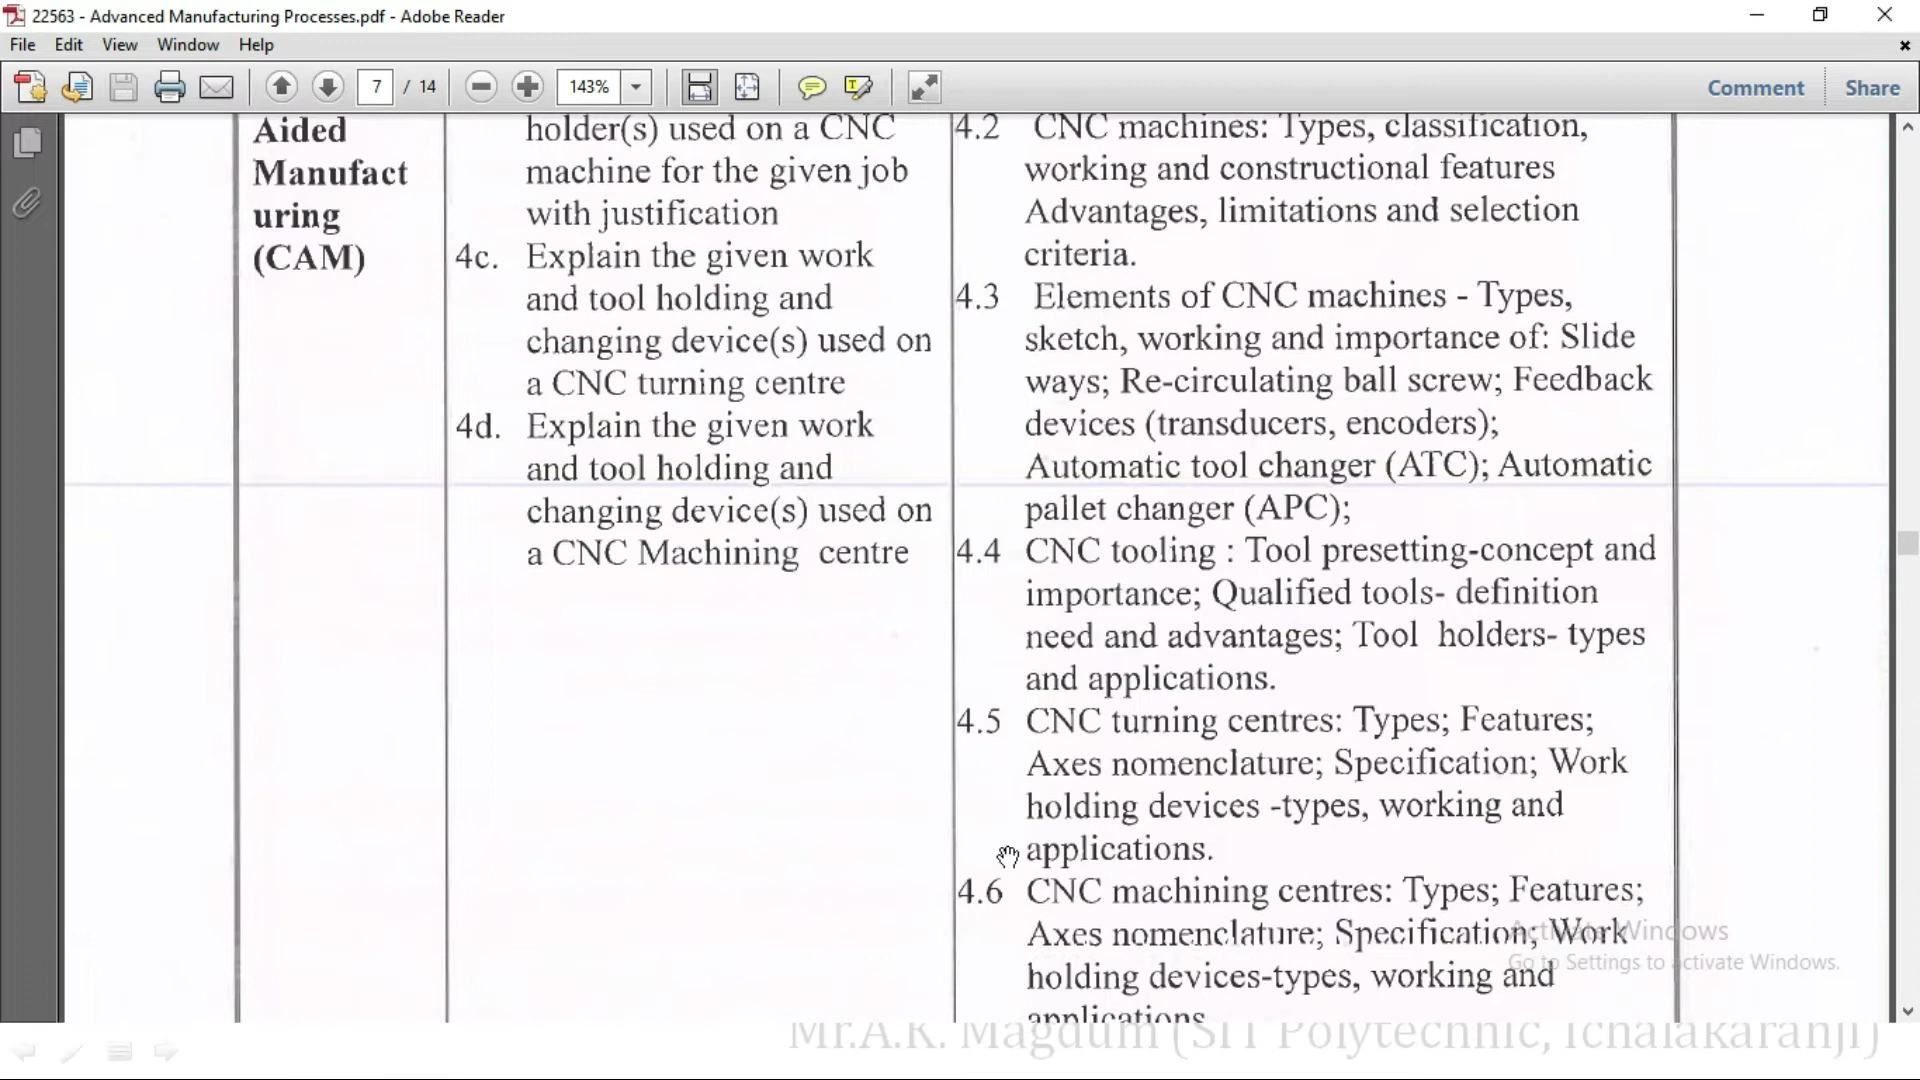 22563 - Advanced Manufacturing Processes.pdf - Adobe Reader
File Edit View Window Help
7 / 14 143% Comment Share
Aided
Manufact
uring
(CAM)
holder(s) used on a CNC
machine for the given job
with justification
4c. Explain the given work
and tool holding and
changing device(s) used on
a CNC turning centre
4d. Explain the given work
and tool holding and
changing device(s) used on
a CNC Machining centre
4.2 CNC machines: Types, classification,
working and constructional features
Advantages, limitations and selection
criteria.
4.3 Elements of CNC machines - Types,
sketch, working and importance of: Slide
ways; Re-circulating ball screw; Feedback
devices (transducers, encoders);
Automatic tool changer (ATC); Automatic
pallet changer (APC);
4.4 CNC tooling : Tool presetting-concept and
importance; Qualified tools- definition
need and advantages; Tool holders- types
and applications.
4.5 CNC turning centres: Types; Features;
Axes nomenclature; Specification; Work
holding devices -types, working and
applications.
4.6 CNC machining centres: Types; Features;
Axes nomenclature; Specification; Work
holding devices-types, working and
applications
Activate Windows
Go to Settings to activate Windows.
Mr.A.K. Magdum (SIT Polytechnic, Ichalakaranji)